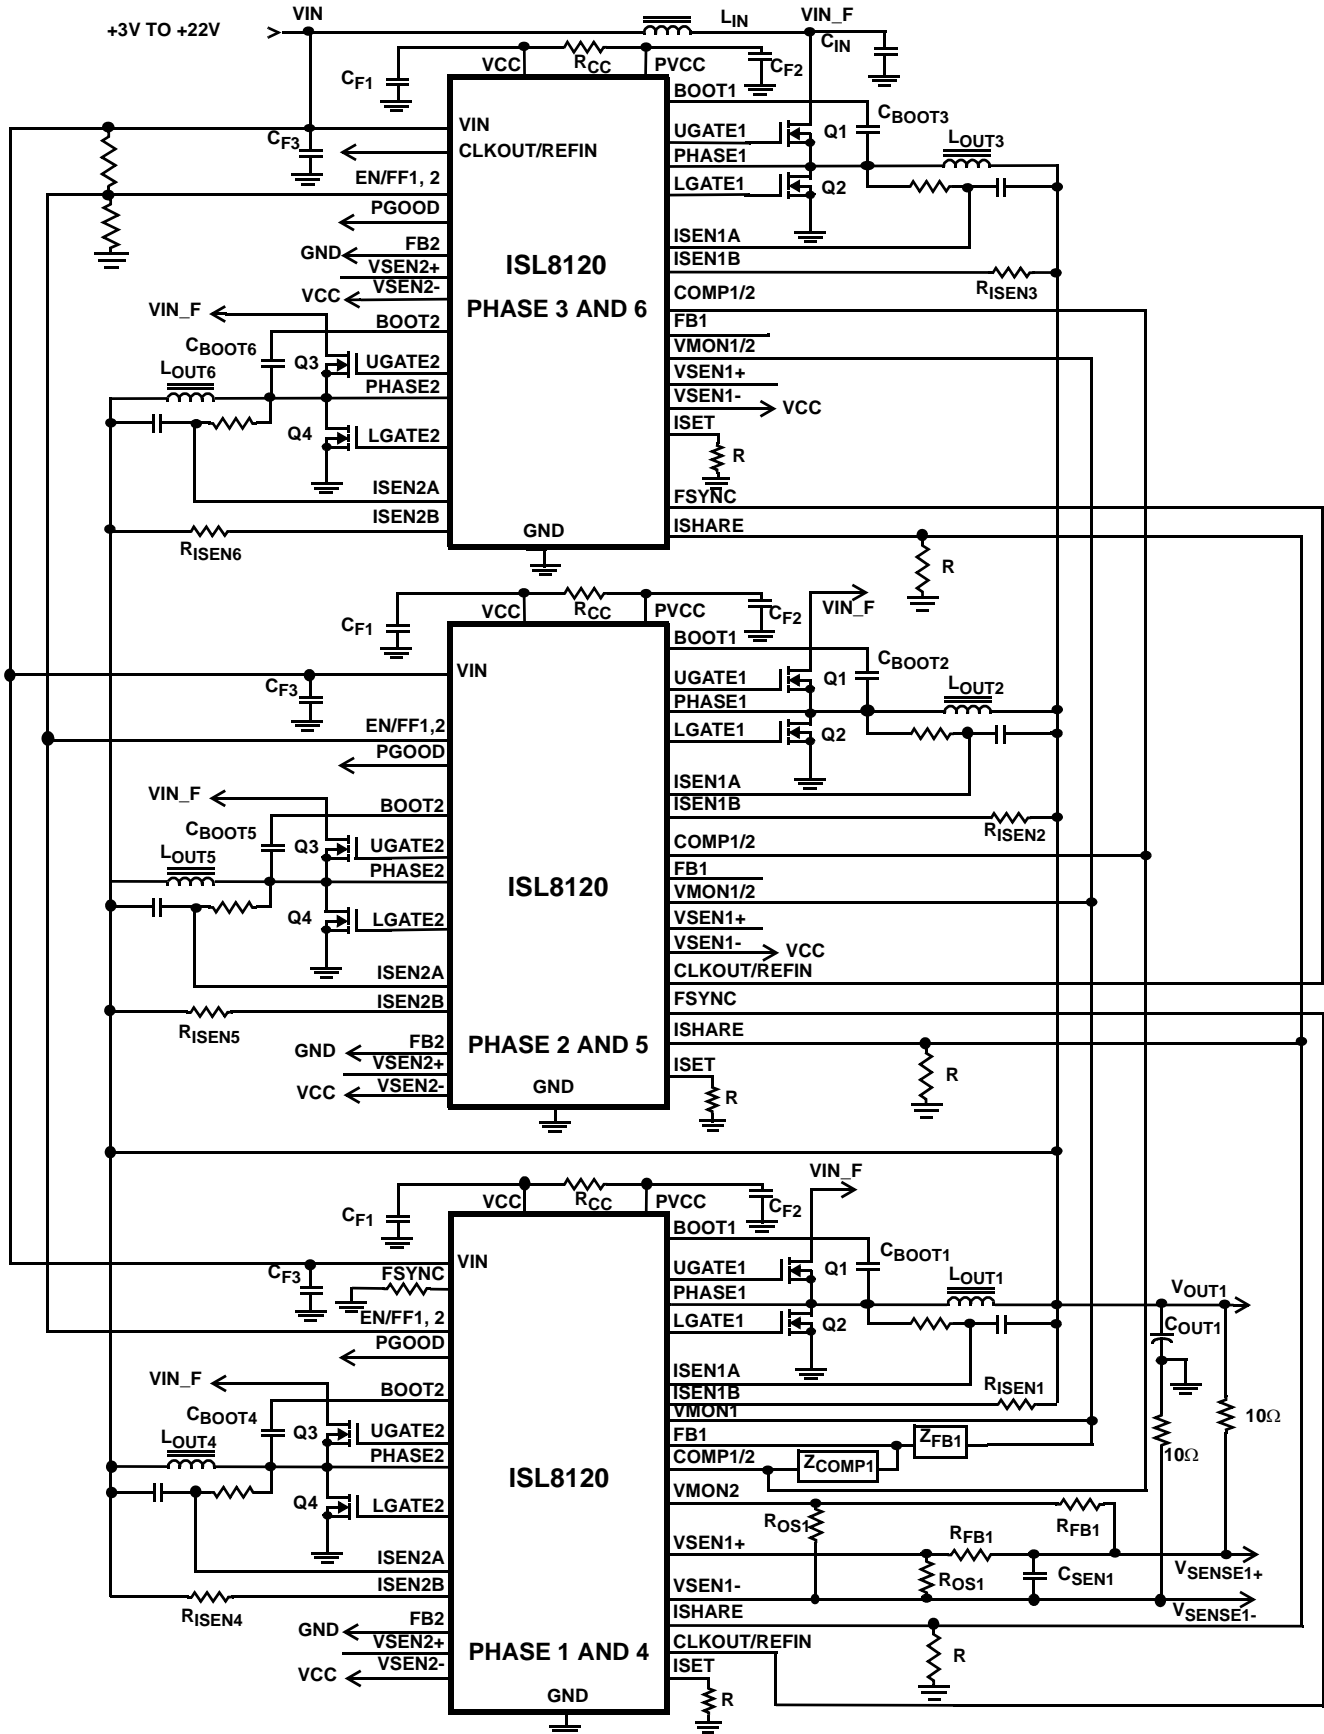 +3V TO +22V
VIN
LIN
VIN_F
CIN
CF1
VCC
RCC
PVCC
CF2
BOOT1
CBOOT3
VIN
UGATE1
Q1
LOUT3
CF3
CLKOUT/REFIN
PHASE1
EN/FF1, 2
LGATE1
Q2
PGOOD
ISEN1A
GND
FB2
ISL8120
ISEN1B
VSEN2+
VCC
VSEN2-
COMP1/2
RISEN3
VIN_F
PHASE 3 AND 6
BOOT2
FB1
CBOOT6
VMON1/2
LOUT6
Q3
UGATE2
VSEN1+
PHASE2
VSEN1-
VCC
Q4
LGATE2
ISET
R
ISEN2A
FSYNC
ISEN2B
GND
ISHARE
RISEN6
R
CF1
VCC
RCC
PVCC
CF2
VIN_F
BOOT1
CBOOT2
VIN
UGATE1
Q1
LOUT2
CF3
PHASE1
EN/FF1,2
LGATE1
Q2
PGOOD
ISEN1A
VIN_F
BOOT2
ISEN1B
CBOOT5
RISEN2
LOUT5
Q3
UGATE2
COMP1/2
PHASE2
FB1
ISL8120
VMON1/2
Q4
LGATE2
VSEN1+
VSEN1-
VCC
ISEN2A
CLKOUT/REFIN
ISEN2B
FSYNC
RISEN5
ISHARE
GND
FB2
PHASE 2 AND 5
VSEN2+
ISET
R
VCC
VSEN2-
GND
R
VIN_F
CF1
VCC
RCC
PVCC
CF2
BOOT1
CBOOT1
VIN
UGATE1
Q1
LOUT1
CF3
FSYNC
PHASE1
VOUT1
EN/FF1, 2
LGATE1
Q2
COUT1
PGOOD
ISEN1A
VIN_F
BOOT2
ISEN1B
RISEN1
CBOOT4
VMON1
10Ω
LOUT4
Q3
UGATE2
FB1
ZFB1
PHASE2
COMP1/2
ZCOMP1
10Ω
ISL8120
Q4
LGATE2
VMON2
ROS1
RFB1
VSEN1+
RFB1
ISEN2A
VSENSE1+
ISEN2B
VSEN1-
ROS1
CSEN1
RISEN4
ISHARE
VSENSE1-
GND
FB2
VSEN2+
PHASE 1 AND 4
CLKOUT/REFIN
VCC
VSEN2-
ISET
R
GND
R